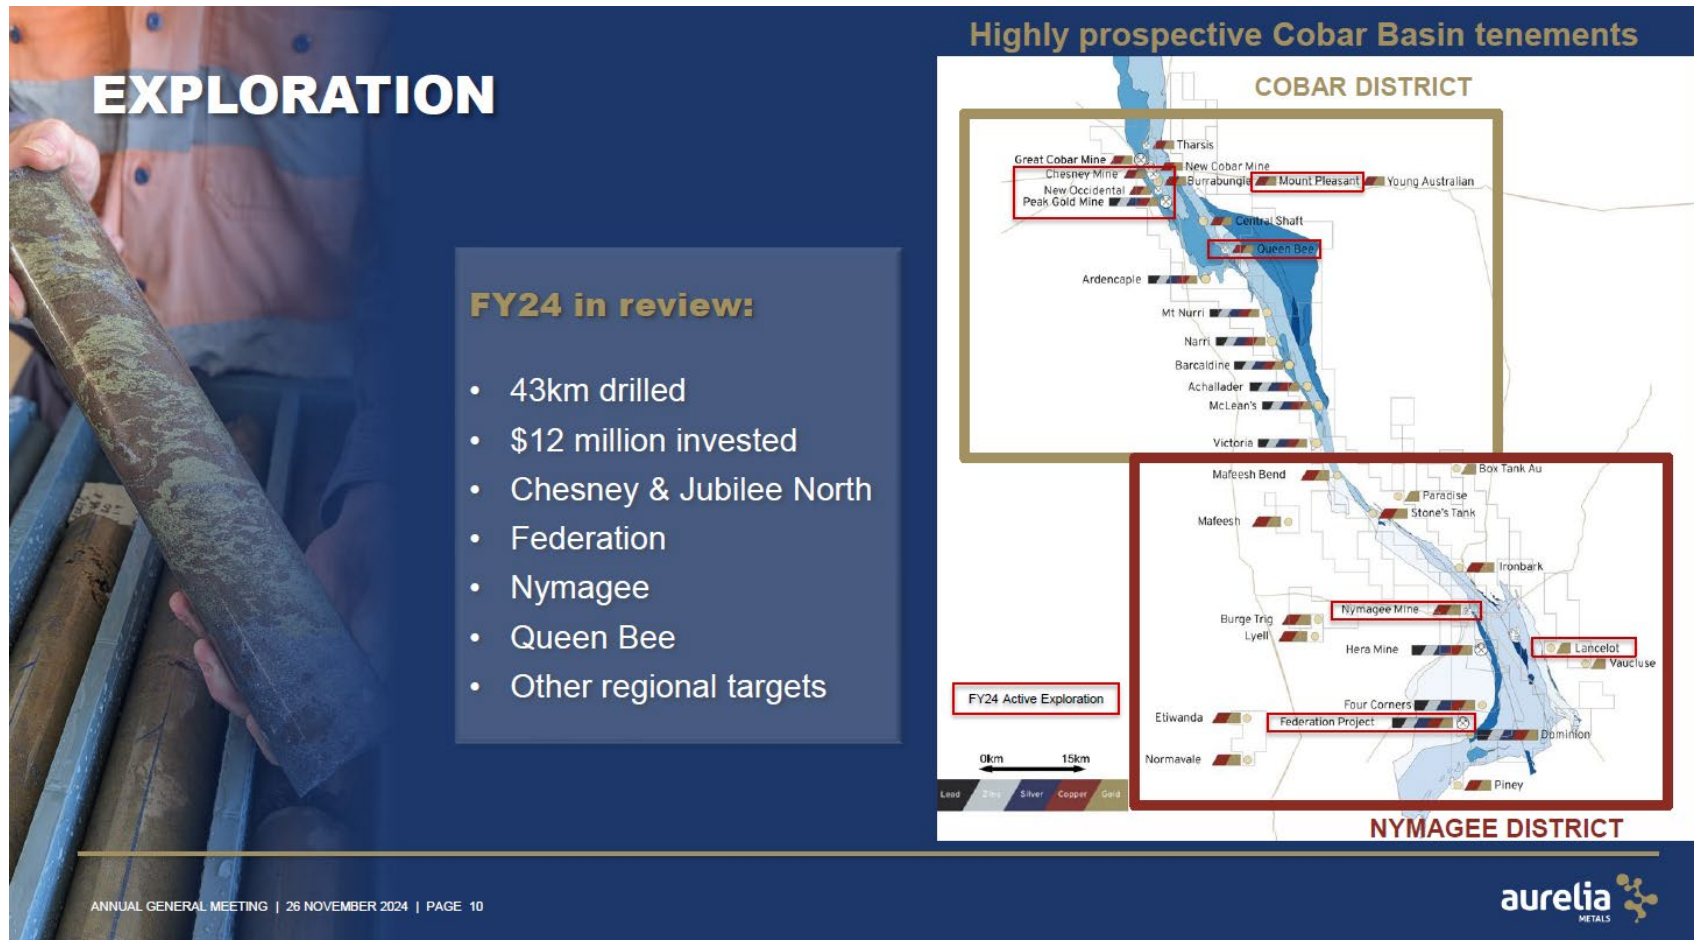 Highly prospective Cobar Basin tenements
EXPLORATION
FY24 in review:
• 43km drilled
• $12 million invested
• Chesney & Jubilee North
• Federation
• Nymagee
• Queen Bee
• Other regional targets
COBAR DISTRICT
Tharsis
Great Cobar Mine
New Cobar Mine
Chesney Mine
Burrabungie
Mount Pleasant
Young Australian
New Occidental
Peak Gold Mine
Central Shaft
Queen Bee
Ardencaple
Mt Nurri
Narri
Barcaldine
Achallader
McLean's
Victoria
Mafeesh Bend
Box Tank Au
Paradise
Stone's Tank
Mafeesh
Ironbark
Nymagee Mine
Burge Trig
Lyell
Hera Mine
Lancelot
Vaucluse
FY24 Active Exploration
Four Corners
Etiwanda
Federation Project
Dominion
Normavale
0km 15km
Piney
Lead Zinc Silver Copper Gold
NYMAGEE DISTRICT
ANNUAL GENERAL MEETING | 26 NOVEMBER 2024 | PAGE 10
aurelia
METALS